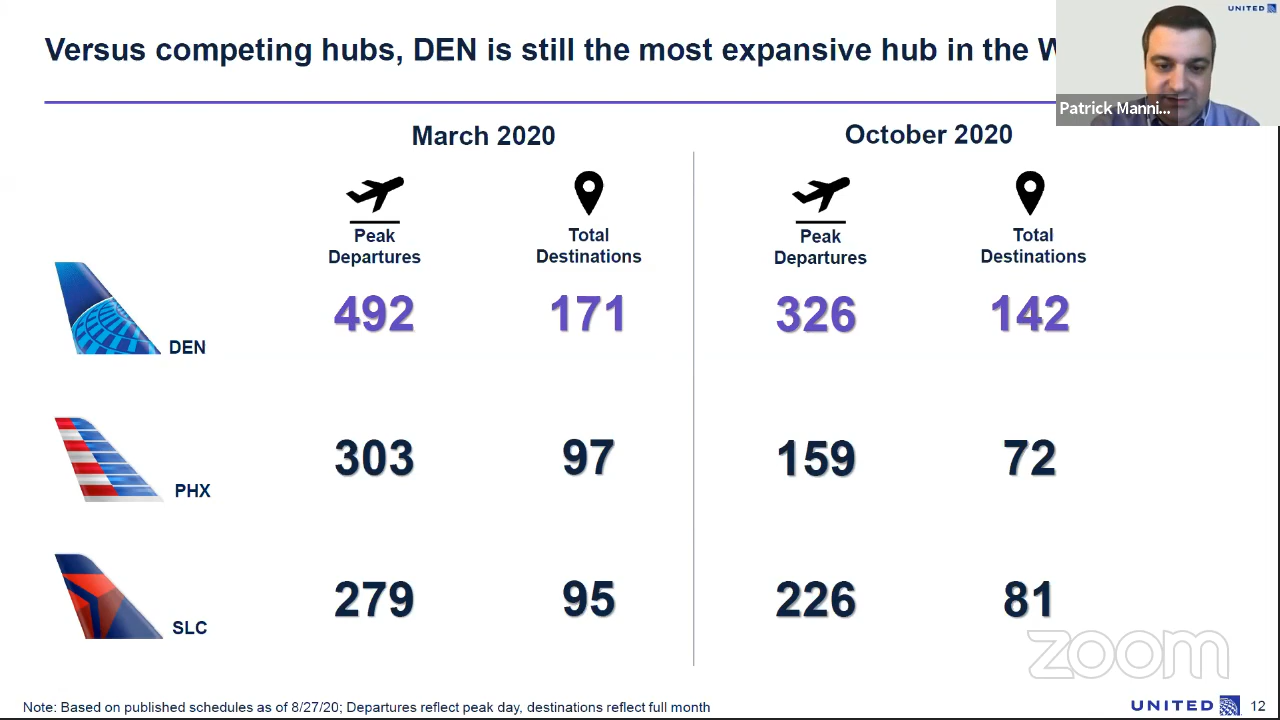 UNITED
Versus competing hubs, DEN is still the most expansive hub in the
Patrick Manni...
March 2020
October 2020
Peak Departures
Total Destinations
Peak Departures
Total Destinations
492 171 326 142
DEN
303 97 159 72
PHX
279 95 226 81
SLC
zoom
Note: Based on published schedules as of 8/27/20; Departures reflect peak day, destinations reflect full month
UNITED 12